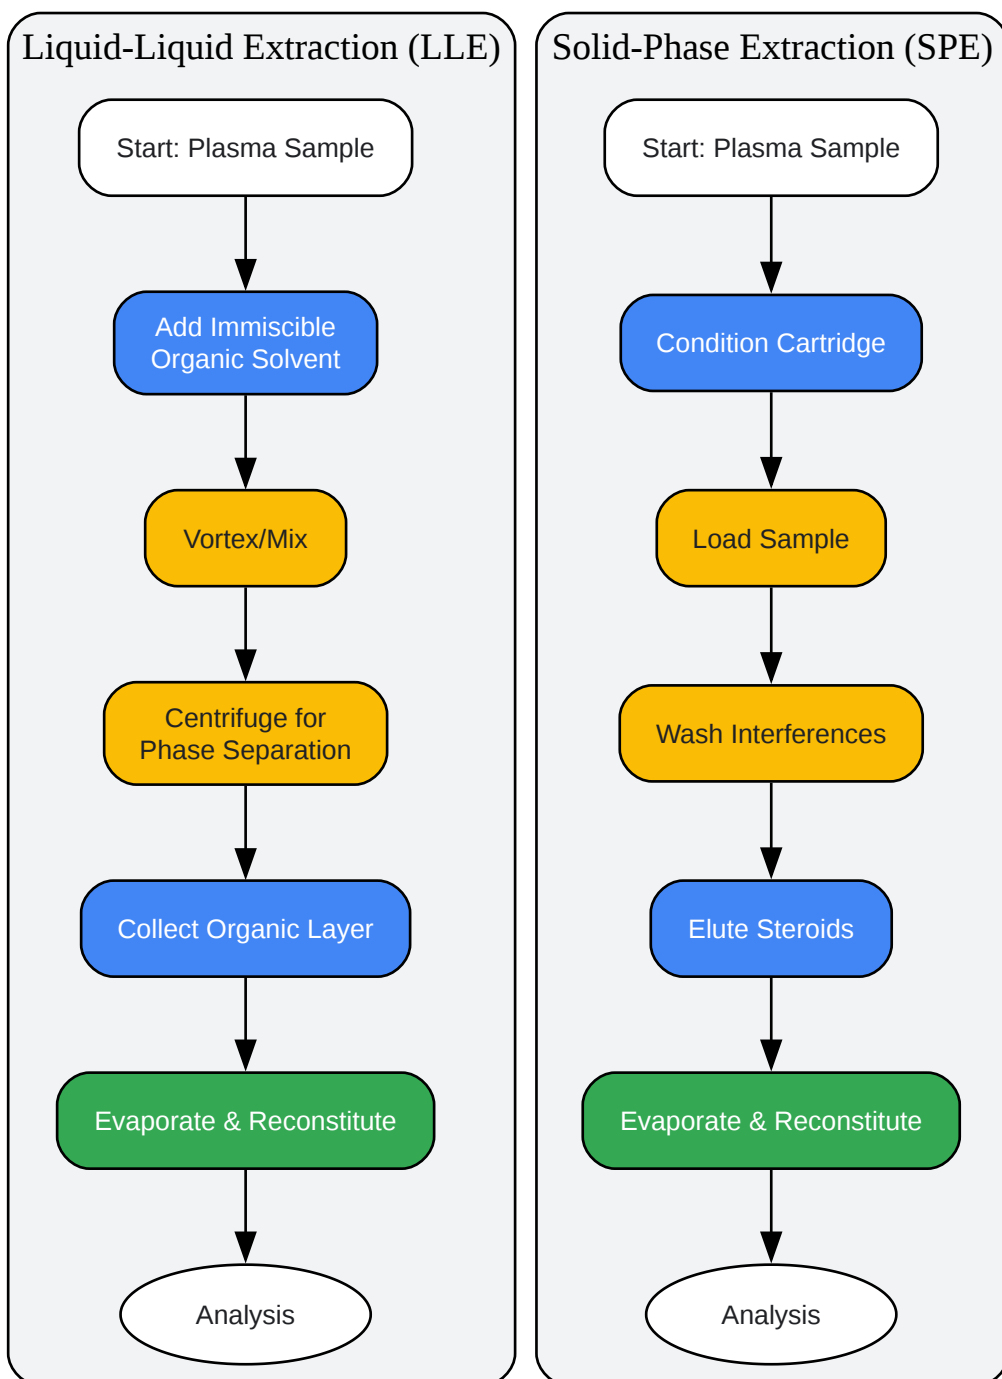 Liquid-Liquid Extraction (LLE)
Start: Plasma Sample
Add Immiscible
Organic Solvent
Vortex/Mix
Centrifuge for
Phase Separation
Collect Organic Layer
Evaporate & Reconstitute
Analysis
Solid-Phase Extraction (SPE)
Start: Plasma Sample
Condition Cartridge
Load Sample
Wash Interferences
Elute Steroids
Evaporate & Reconstitute
Analysis